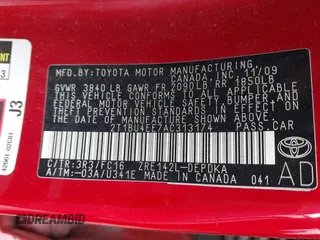 MFD.BY:TOYOTA MOTOR MANUFACTURING
CANADA, INC. 11/09
GVWR 3840 LB GAWR FR 2090LB RR 1850LB
THIS VEHICLE CONFORMS TO ALL APPLICABLE
FEDERAL MOTOR VEHICLE SAFETY, BUMPER, AND
THEFT PREVENTION STANDARDS IN EFFECT ON
THE DATE OF MANUFACTURE SHOWN ABOVE.
2T1BU4EE7AC313174
C/TR:3R3/FC16 ZRE142L-DEPDKA
A/TM:-03A/U341E MADE IN CANADA 041
TOYOTA
AD
J3
42661-02C81
DREAMBID